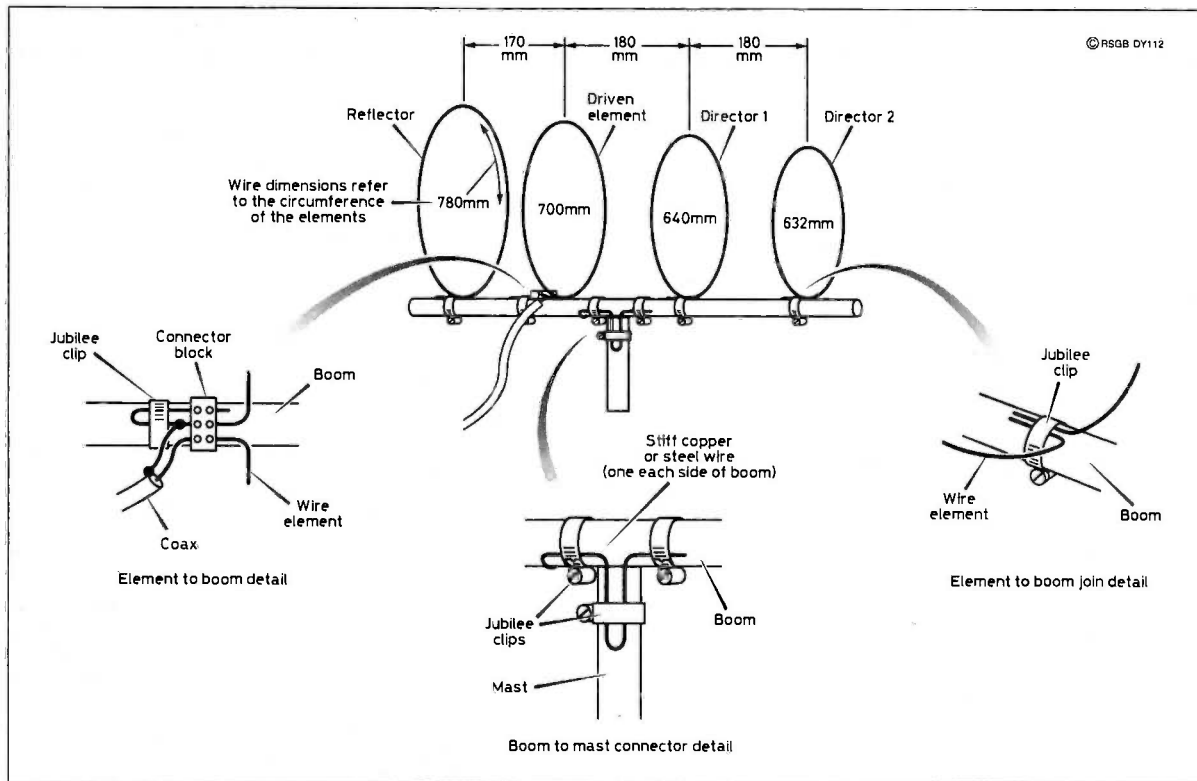 170
mm
180
mm
180
mm
© RSGB DY112
Reflector
Driven
element
Director 1
Director 2
Wire dimensions refer
to the circumference
of the elements
780mm
700mm
640mm
632mm
Jubilee
clip
Connector
block
Boom
Wire
element
Coax
Element to boom detail
Stiff copper
or steel wire
(one each side of boom)
Jubilee
clips
Boom
Mast
Boom to mast connector detail
Jubilee
clip
Wire
element
Boom
Element to boom join detail